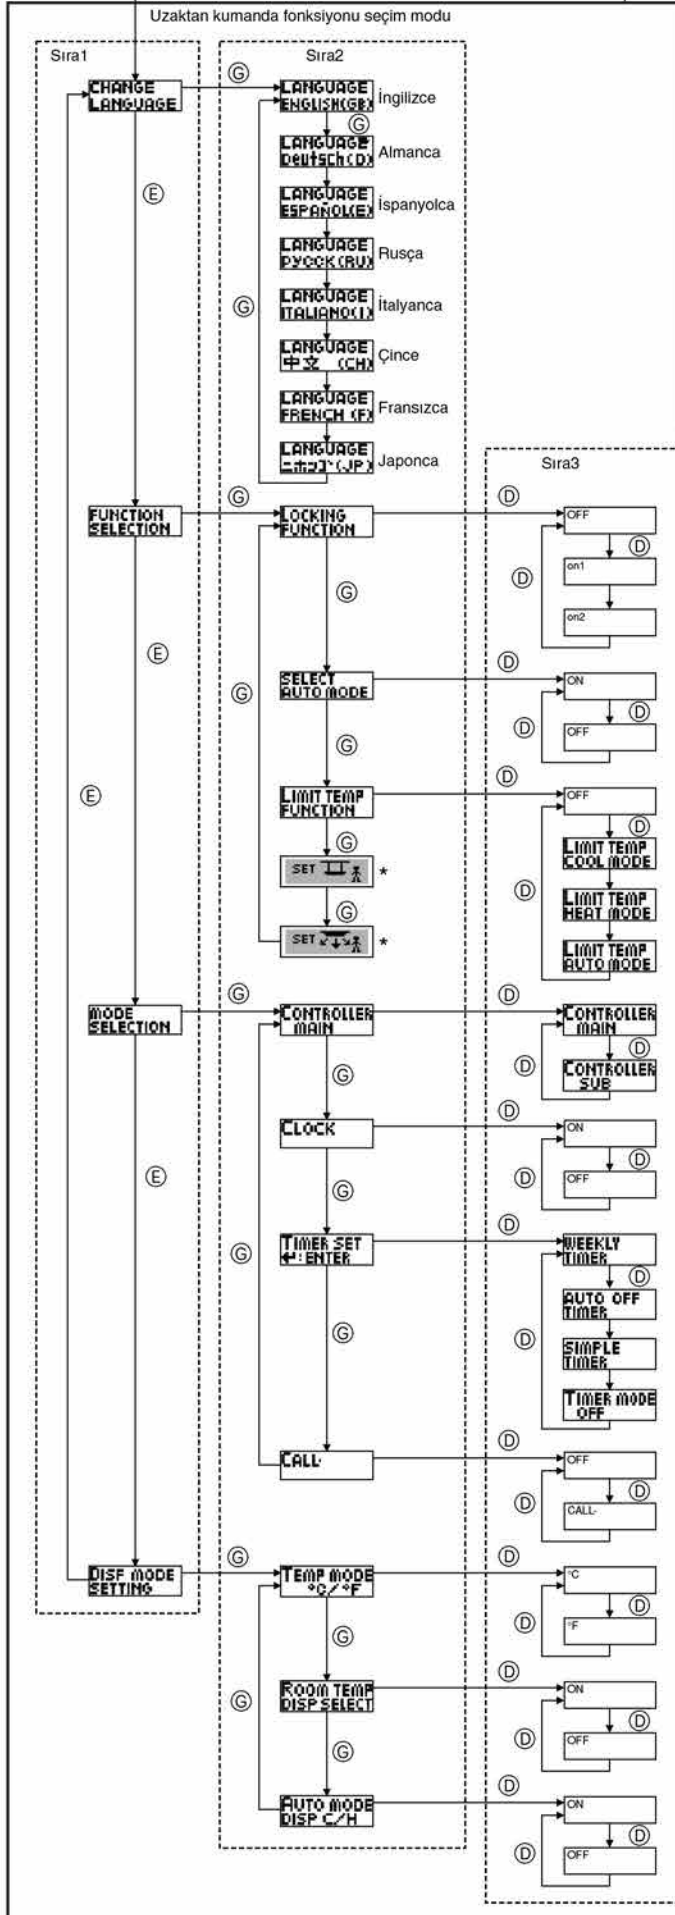 Uzaktan kumanda fonksiyonu seçim modu
Sıra1
Sıra2
CHANGE
LANGUAGE
G
LANGUAGE
ENGLISH(GB)
İngilizce
G
LANGUAGE
Deutsch(D)
Almanca
E
LANGUAGE
ESPAÑOL(E)
İspanyolca
LANGUAGE
РУССК(RU)
Rusça
G
LANGUAGE
ITALIANO(I)
İtalyanca
LANGUAGE
中文 (CH)
Çince
LANGUAGE
FRENCH (F)
Fransızca
LANGUAGE
ニホンゴ(JP)
Japonca
Sıra3
FUNCTION
SELECTION
G
LOCKING
FUNCTION
D
OFF
D
on1
D
on2
G
E
G
SELECT
AUTO MODE
D
ON
D
D
OFF
G
E
LIMIT TEMP
FUNCTION
D
OFF
D
G
LIMIT TEMP
COOL MODE
SET
*
D
LIMIT TEMP
HEAT MODE
G
SET
*
LIMIT TEMP
AUTO MODE
MODE
SELECTION
G
CONTROLLER
MAIN
D
CONTROLLER
MAIN
D
D
CONTROLLER
SUB
G
CLOCK
D
ON
D
D
OFF
E
G
G
TIMER SET
↵:ENTER
D
WEEKLY
TIMER
D
AUTO OFF
TIMER
D
SIMPLE
TIMER
G
TIMER MODE
OFF
CALL-
D
OFF
D
D
CALL-
DISP MODE
SETTING
G
TEMP MODE
°C/°F
D
°C
D
D
°F
G
G
ROOM TEMP
DISP SELECT
D
ON
D
D
OFF
G
AUTO MODE
DISP C/H
D
ON
D
D
OFF